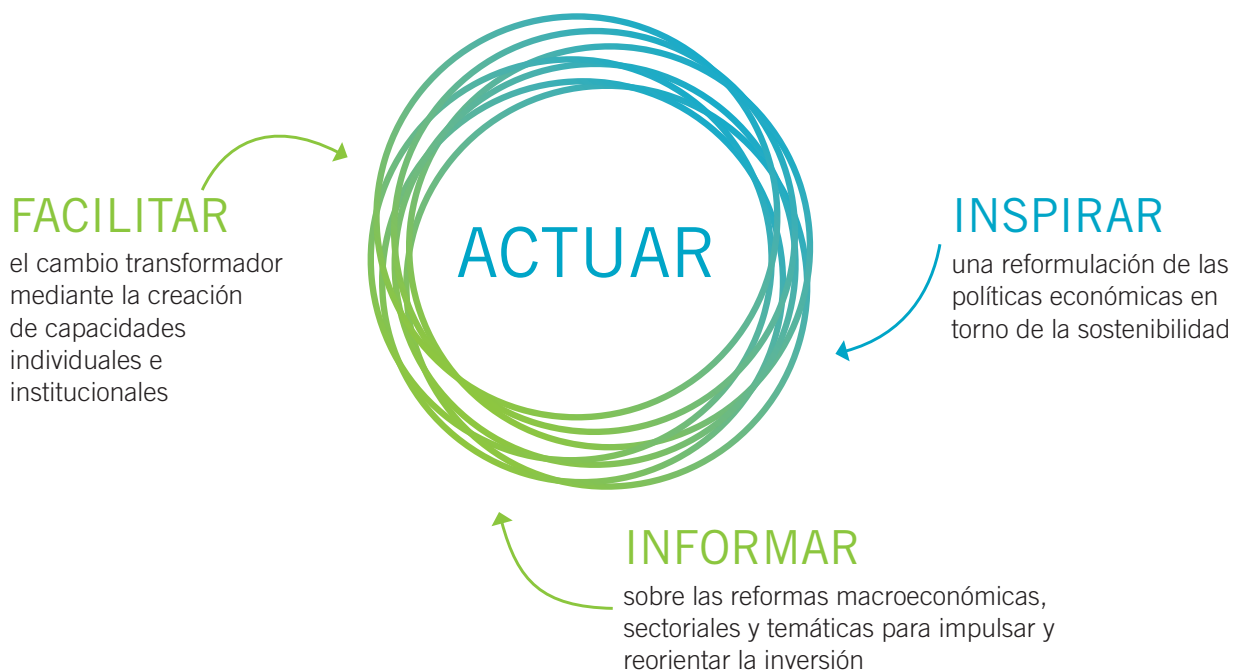 FACILITAR
el cambio transformador
mediante la creación
de capacidades
individuales e
institucionales
ACTUAR
INSPIRAR
una reformulación de las
políticas económicas en
torno de la sostenibilidad
INFORMAR
sobre las reformas macroeconómicas,
sectoriales y temáticas para impulsar y
reorientar la inversión